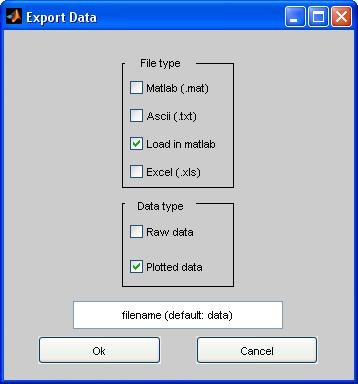 Export Data
File type
Matlab (.mat)
Ascii (.txt)
Load in matlab
Excel (.xls)
Data type
Raw data
Plotted data
filename (default: data)
Ok
Cancel